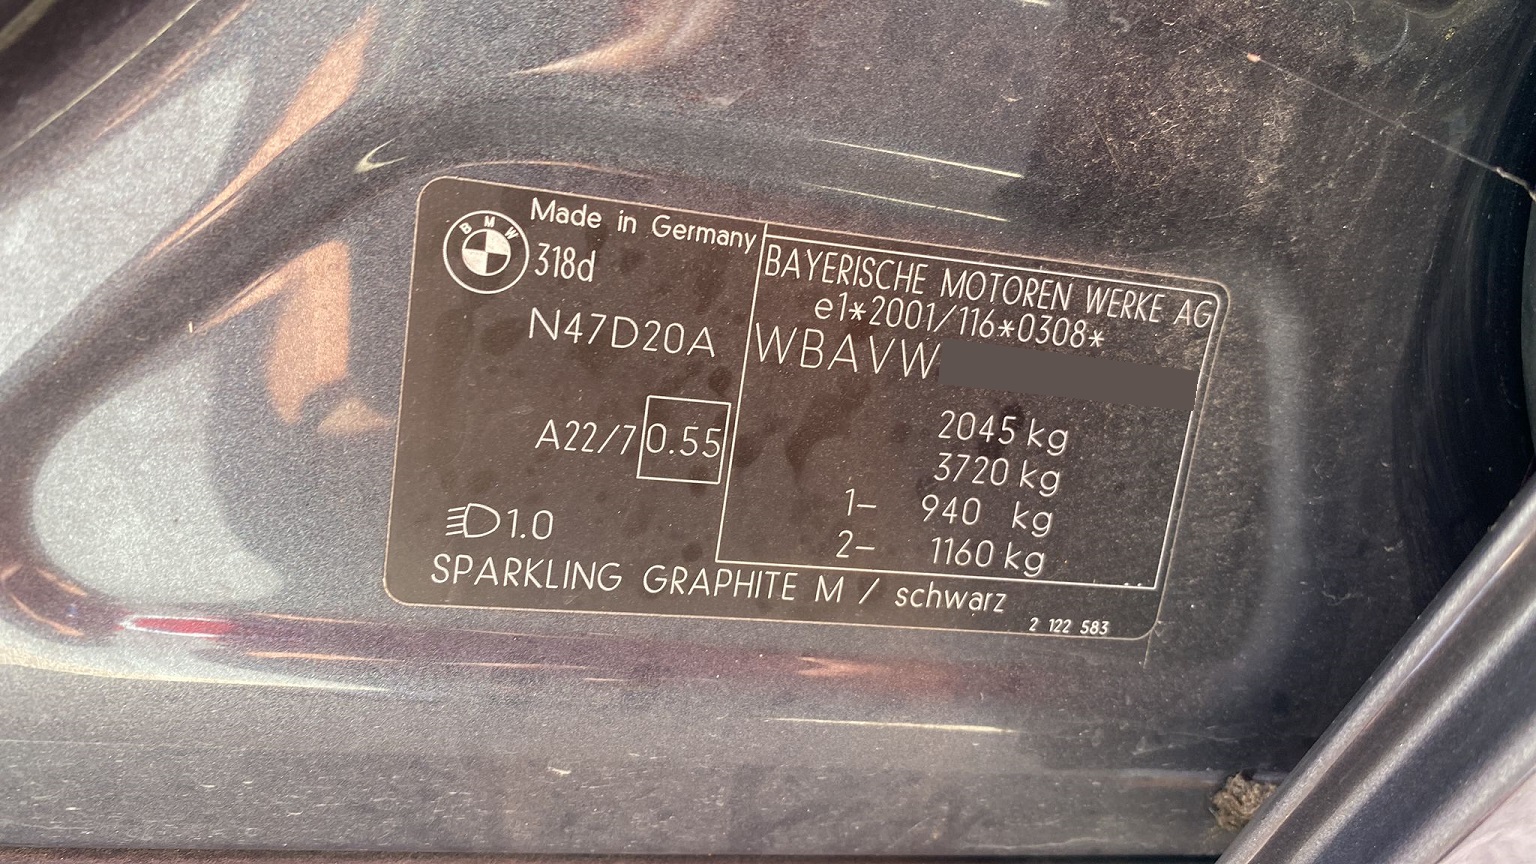 BMW
Made in Germany
318d
N47D20A
A22/7 0.55
1.0
BAYERISCHE MOTOREN WERKE AG
e1*2001/116*0308*
WBAVW
2045 kg
3720 kg
1– 940 kg
2– 1160 kg
SPARKLING GRAPHITE M / schwarz
2 122 583